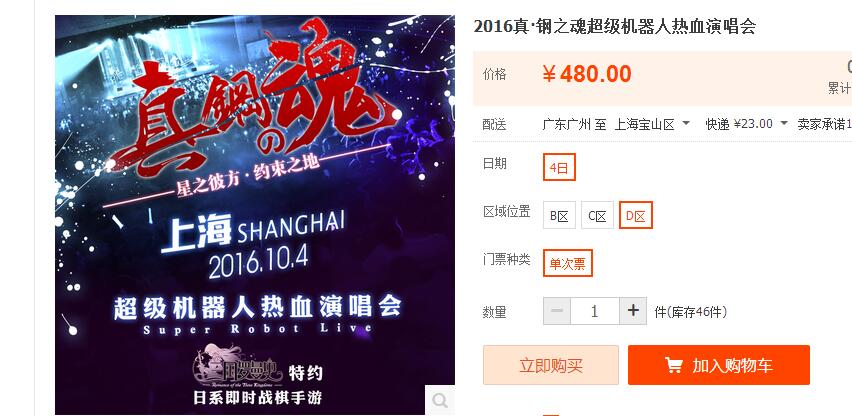 真鋼の魂
星之彼方·约束之地
上海 SHANGHAI
2016.10.4
超级机器人热血演唱会
Super Robot Live
Romance of the Three Kingdoms
特约
日系即时战棋手游
2016真·钢之魂超级机器人热血演唱会
价格 ¥480.00
累计
配送 广东广州 至 上海宝山区 快递 ¥23.00 卖家承诺1
日期 4日
区域位置 B区 C区 D区
门票种类 单次票
数量 - 1 + 件(库存46件)
立即购买 加入购物车